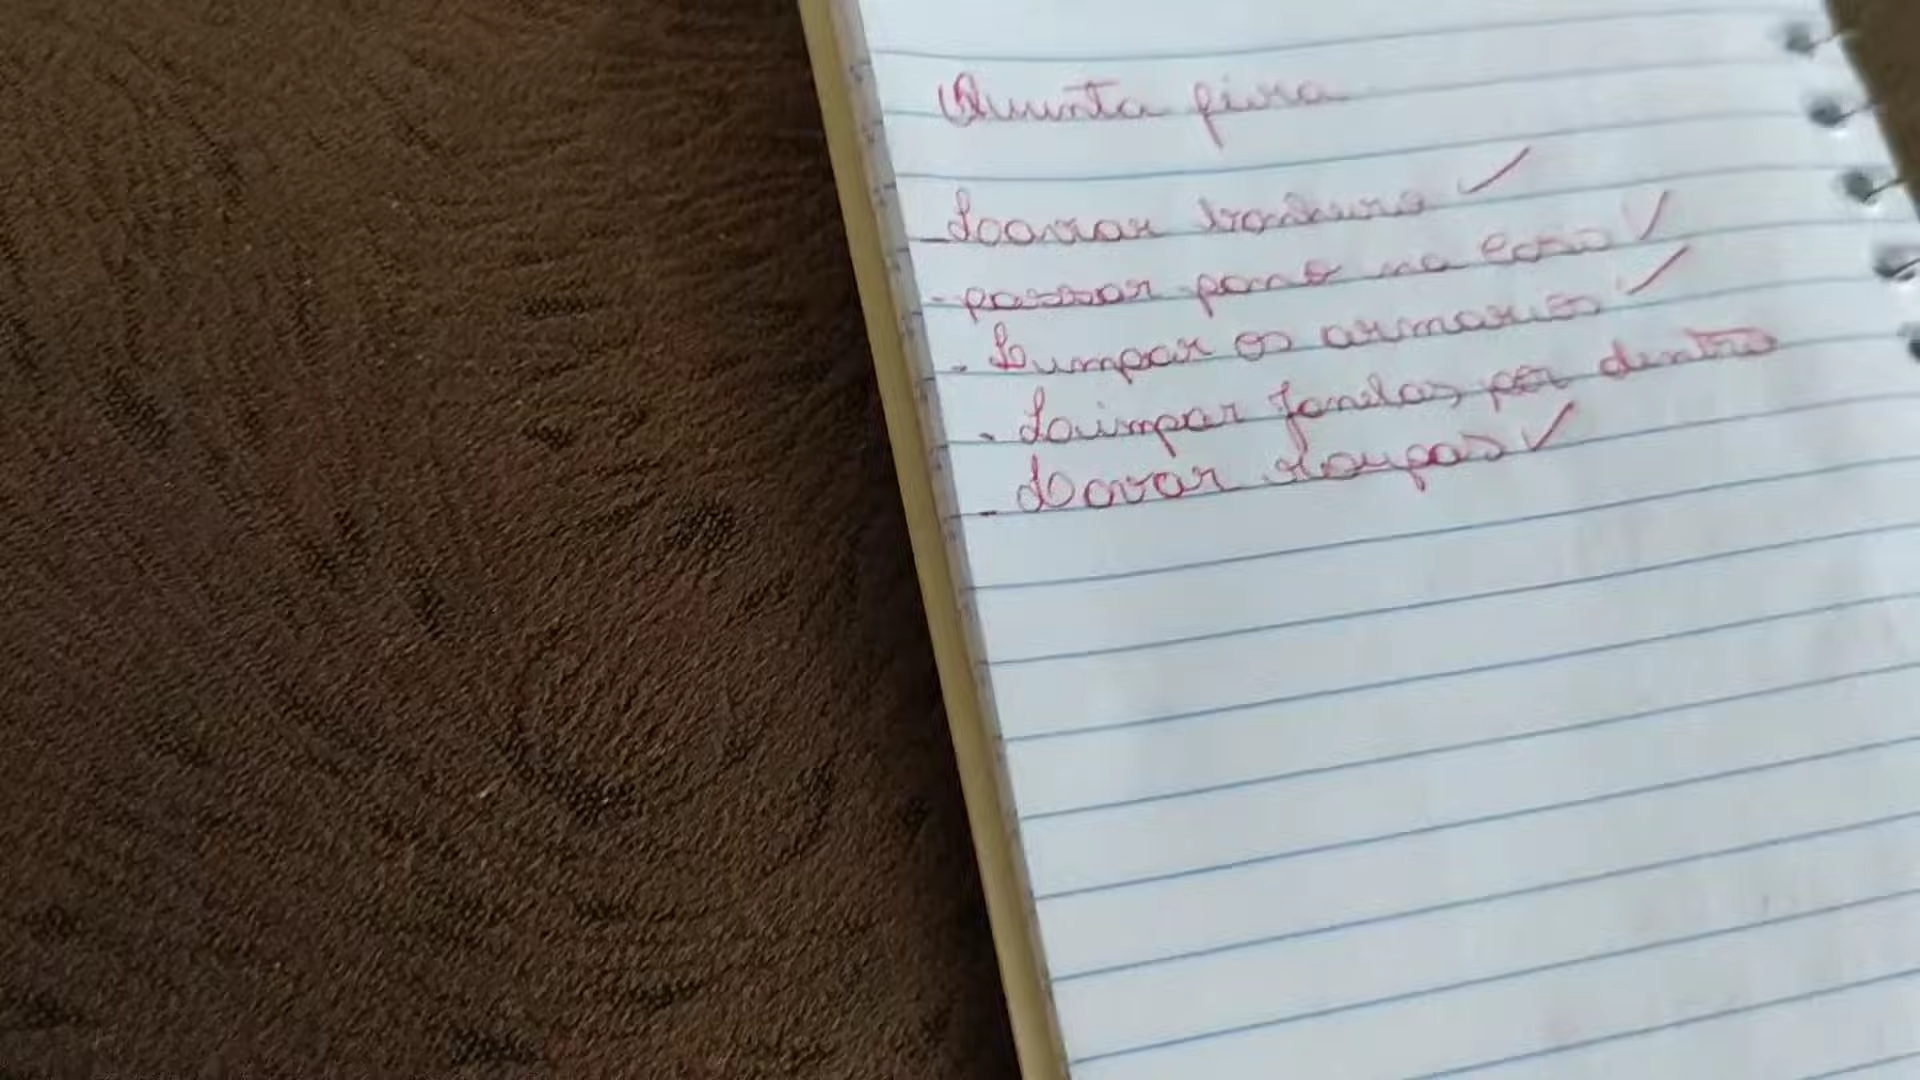 Quinta feira
- Lavar banheiro ✓
- passar pano na casa ✓
- Limpar os armarios ✓
- Limpar Janelas por dentro
- Lavar roupas ✓